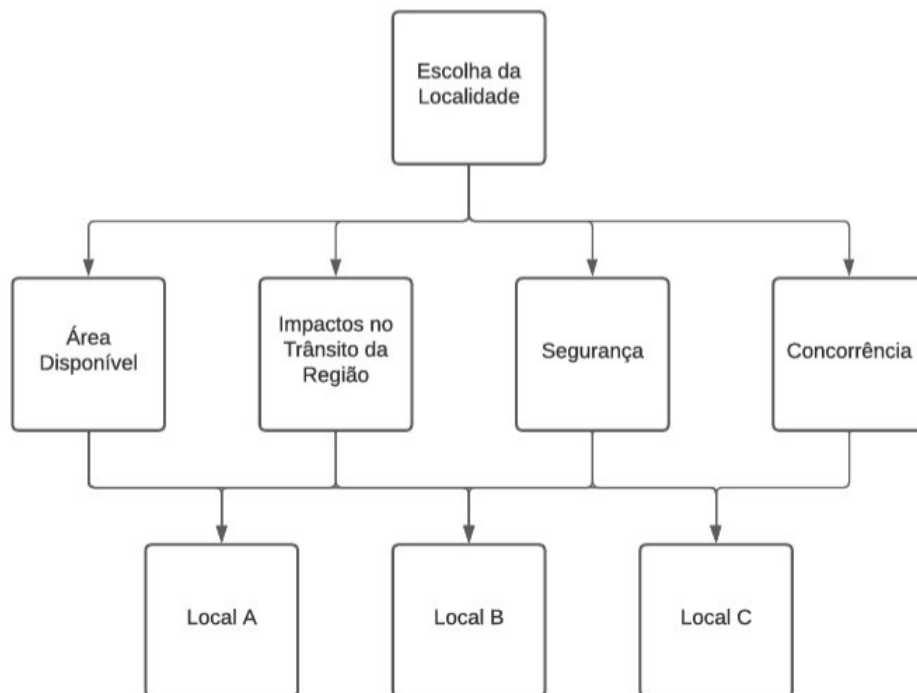 Escolha da
Localidade
Área
Disponível
Impactos no
Trânsito da
Região
Segurança
Concorrência
Local A
Local B
Local C